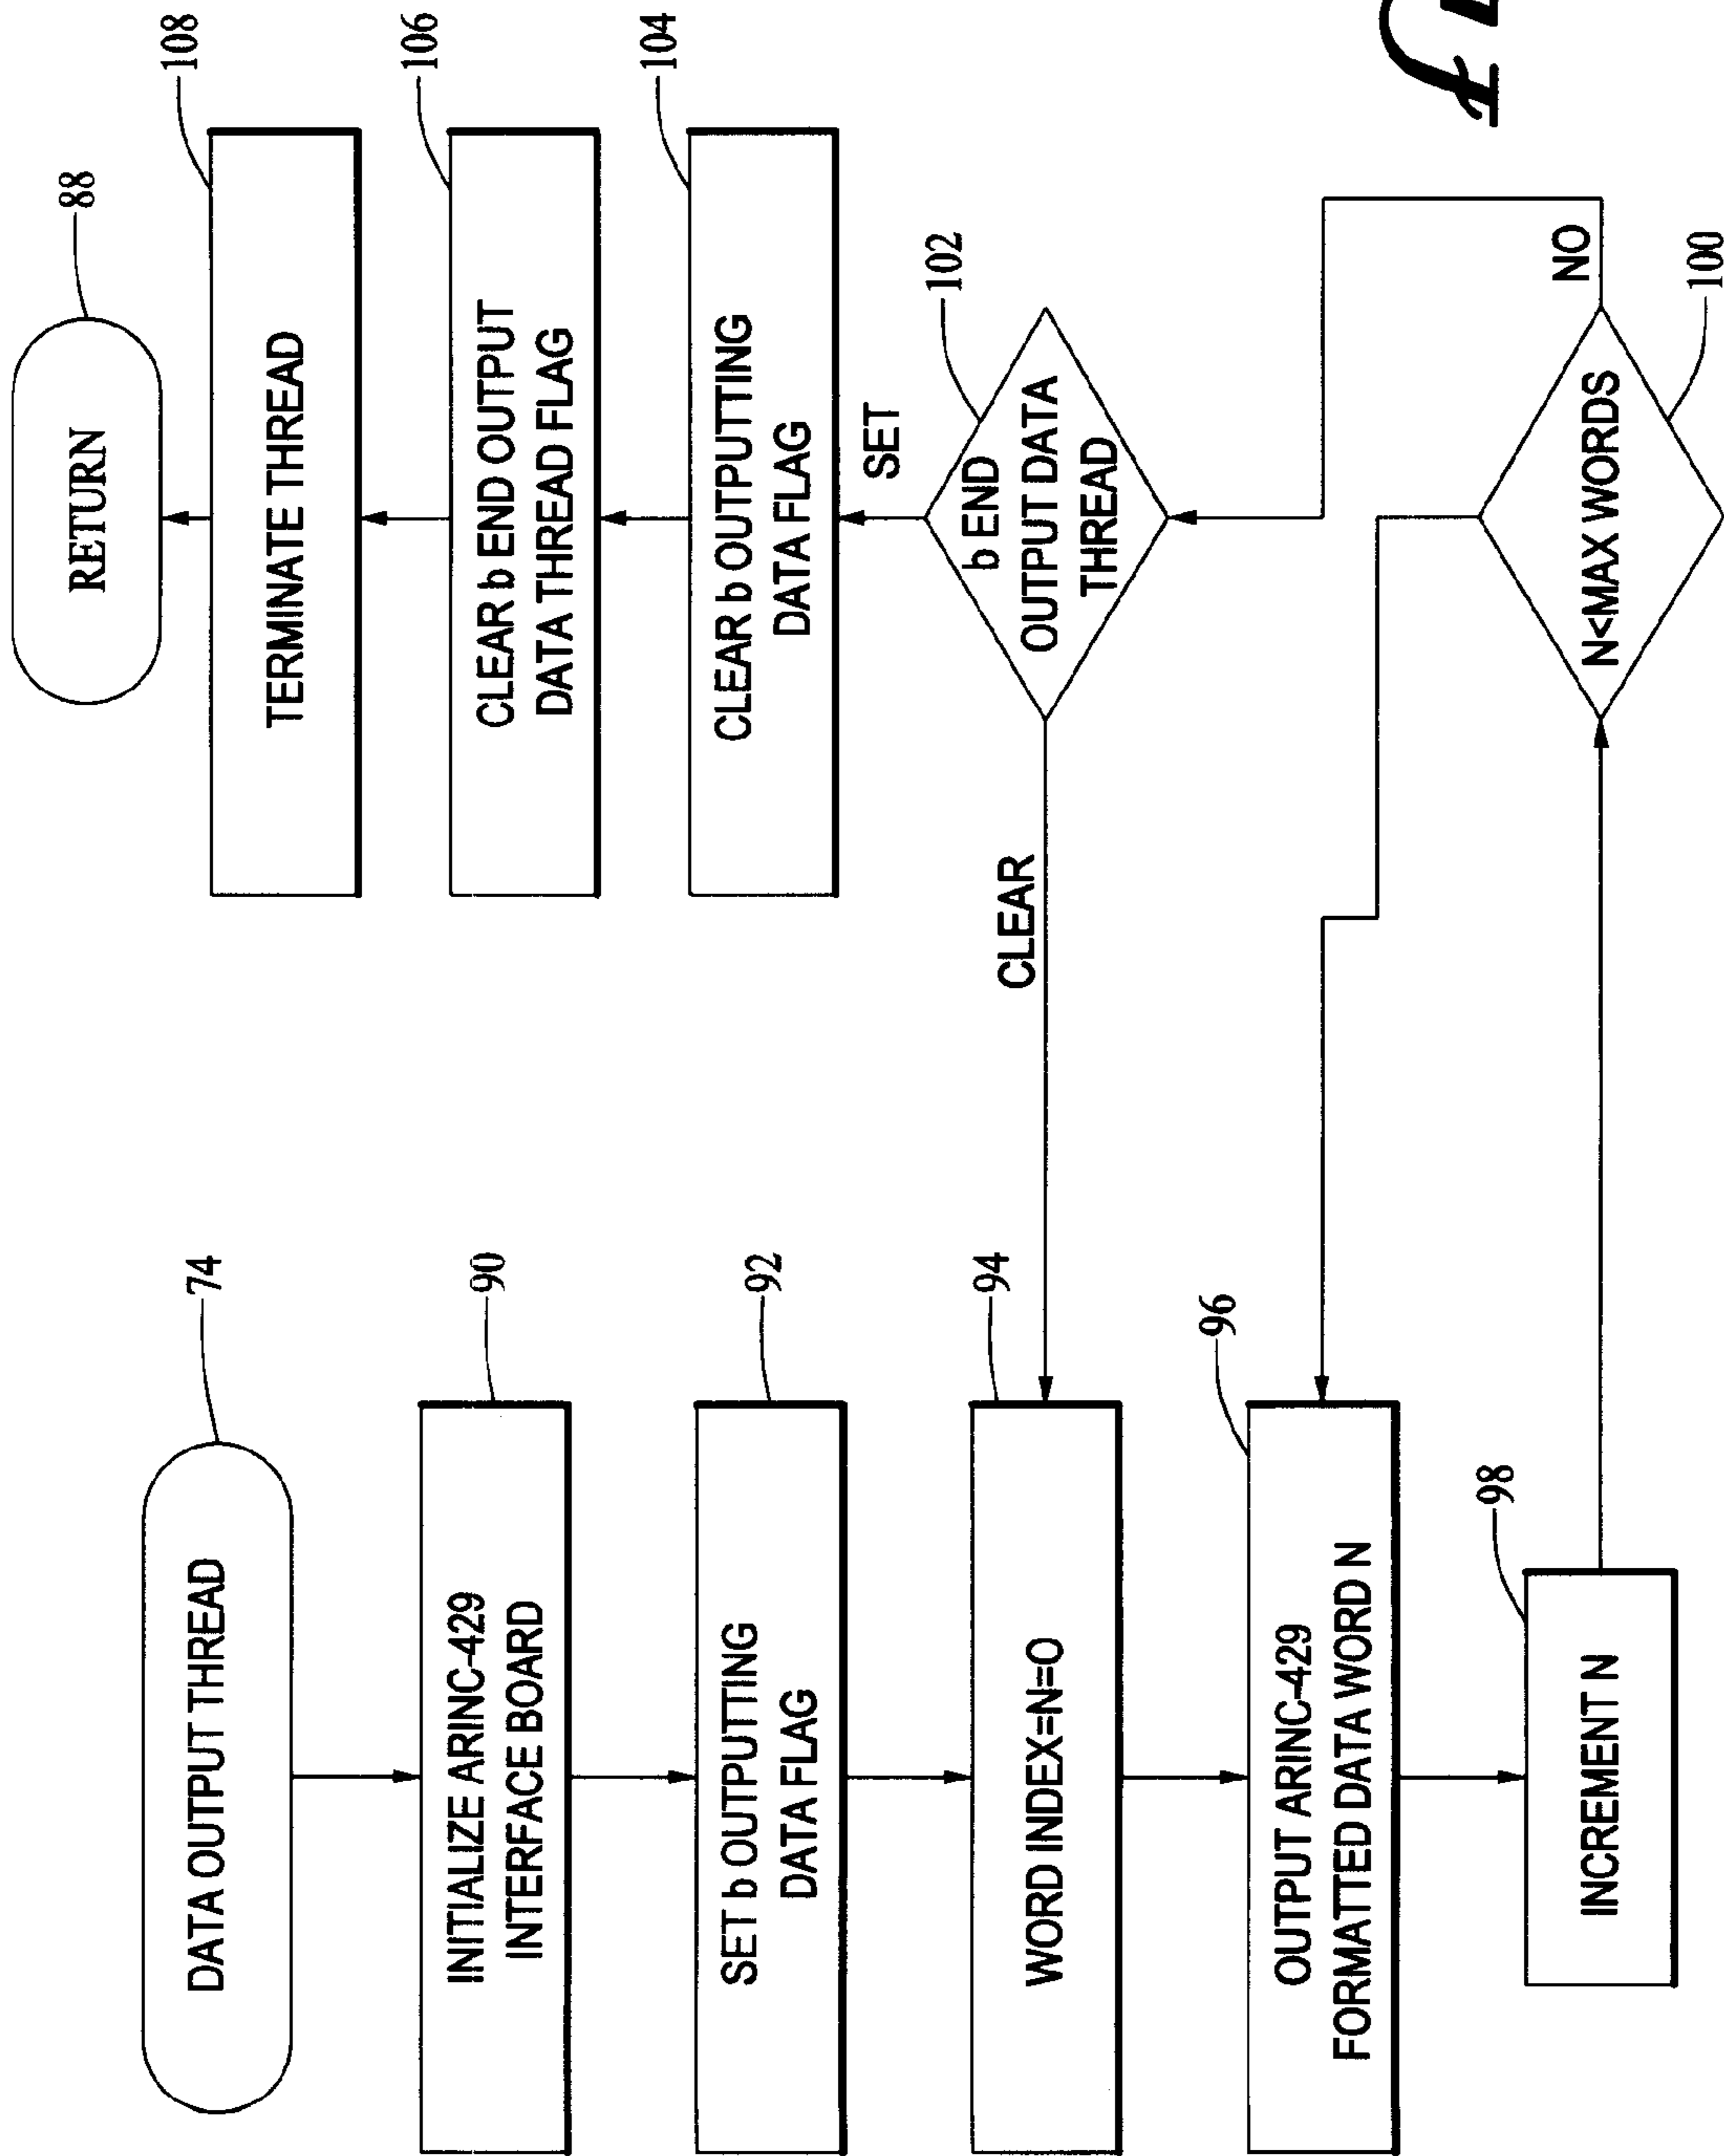 DATA OUTPUT THREAD
74
INITIALIZE ARINC-429
INTERFACE BOARD
90
SET b OUTPUTTING
DATA FLAG
92
WORD INDEX=N=O
94
OUTPUT ARINC-429
FORMATTED DATA WORD N
96
INCREMENT N
98
N<MAX WORDS
100
NO
b END
OUTPUT DATA
THREAD
102
CLEAR
SET
CLEAR b OUTPUTING
DATA FLAG
104
CLEAR b END OUTPUT
DATA THREAD FLAG
106
TERMINATE THREAD
108
RETURN
88